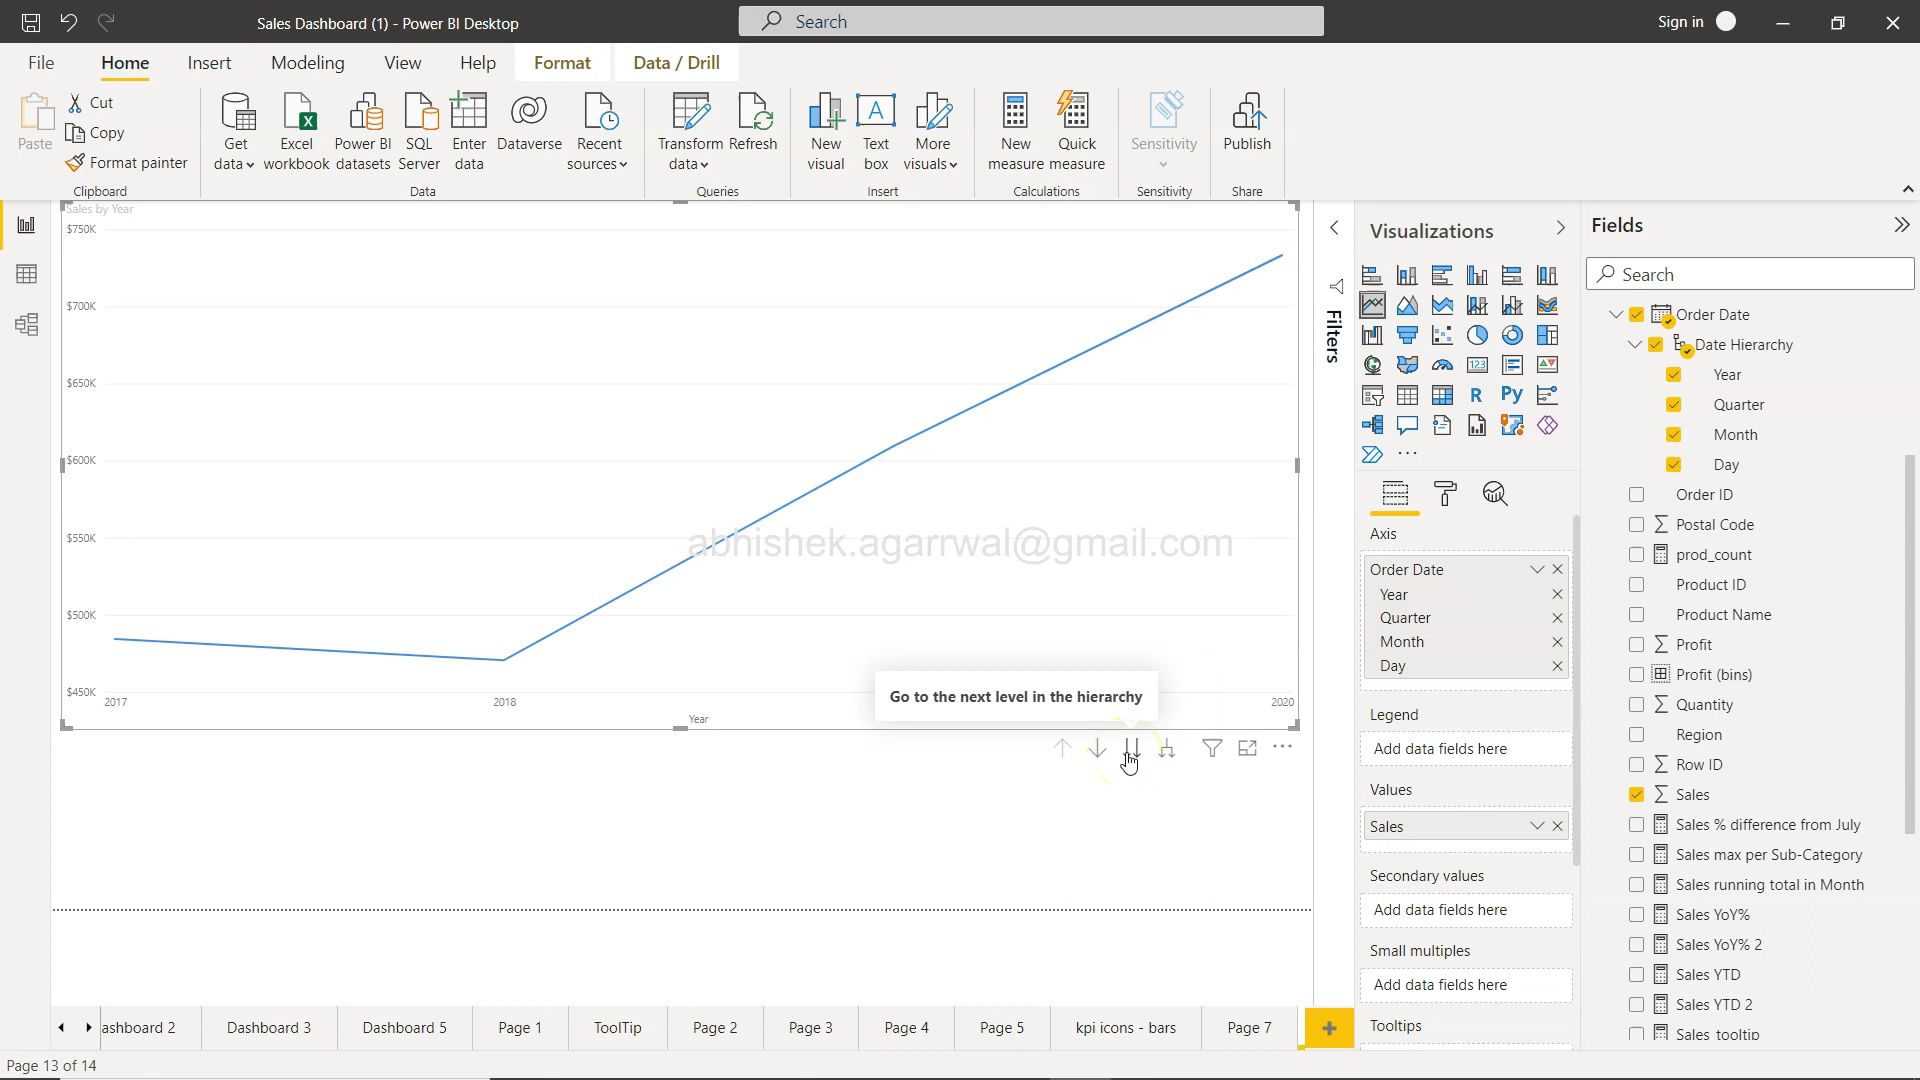 Sales Dashboard (1) - Power BI Desktop
Search
Sign in
File
Home
Insert
Modeling
View
Help
Format
Data / Drill
Paste
Cut
Copy
Format painter
Clipboard
Get data
Excel workbook
Power BI datasets
SQL Server
Enter data
Dataverse
Recent sources
Data
Transform data
Refresh
Queries
New visual
Text box
More visuals
Insert
New measure
Quick measure
Calculations
Sensitivity
Sensitivity
Publish
Share
Sales by Year
$750K
$700K
$650K
$600K
$550K
$500K
$450K
2017
2018
2020
Year
abhishek.agarrwal@gmail.com
Go to the next level in the hierarchy
Filters
Visualizations
123
R
Py
Axis
Order Date
Year
Quarter
Month
Day
Legend
Add data fields here
Values
Sales
Secondary values
Add data fields here
Small multiples
Add data fields here
Tooltips
Fields
Search
Order Date
Date Hierarchy
Year
Quarter
Month
Day
Order ID
Postal Code
prod_count
Product ID
Product Name
Profit
Profit (bins)
Quantity
Region
Row ID
Sales
Sales % difference from July
Sales max per Sub-Category
Sales running total in Month
Sales YoY%
Sales YoY% 2
Sales YTD
Sales YTD 2
Sales tooltip
ashboard 2
Dashboard 3
Dashboard 5
Page 1
ToolTip
Page 2
Page 3
Page 4
Page 5
kpi icons - bars
Page 7
Page 13 of 14